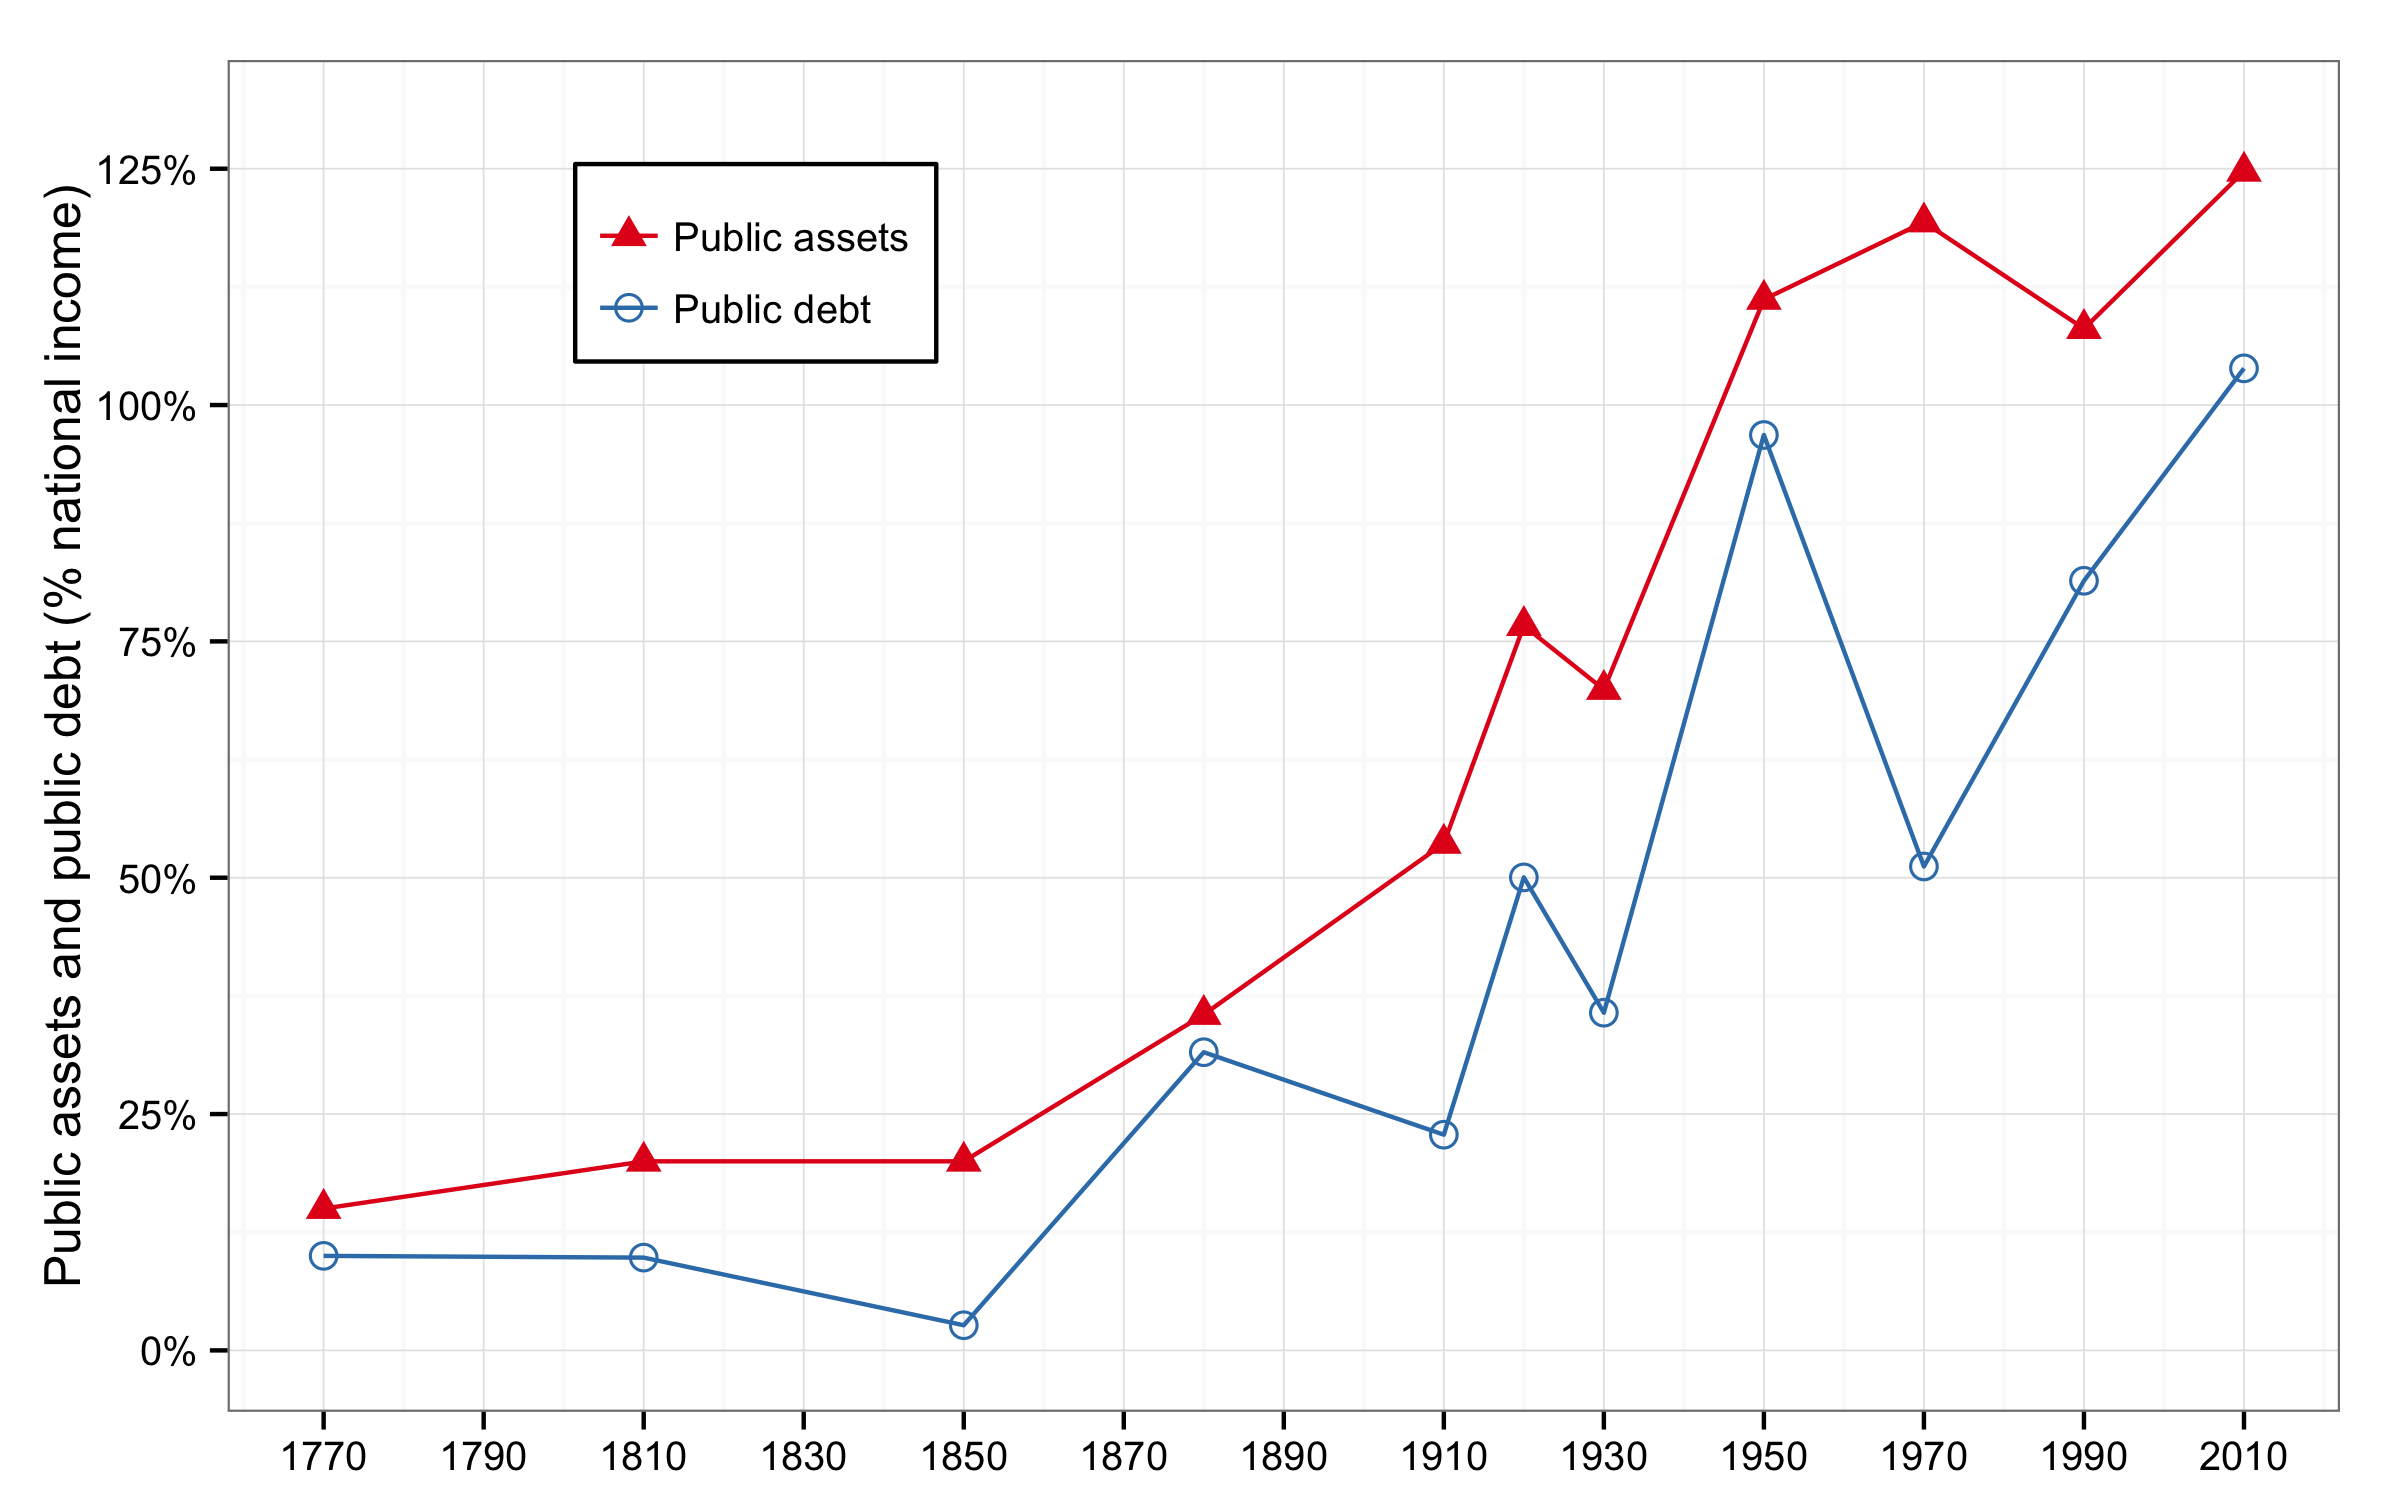 Public assets and public debt (% national income)
125%
100%
75%
50%
25%
0%
Public assets
Public debt
1770 1790 1810 1830 1850 1870 1890 1910 1930 1950 1970 1990 2010